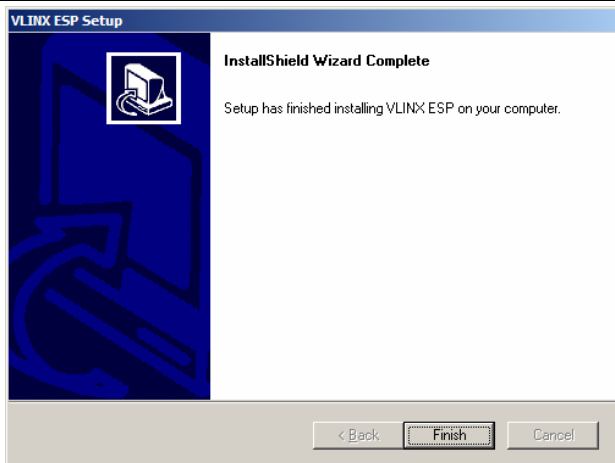 VLINX ESP Setup
InstallShield Wizard Complete
Setup has finished installing VLINX ESP on your computer.
< Back Finish Cancel